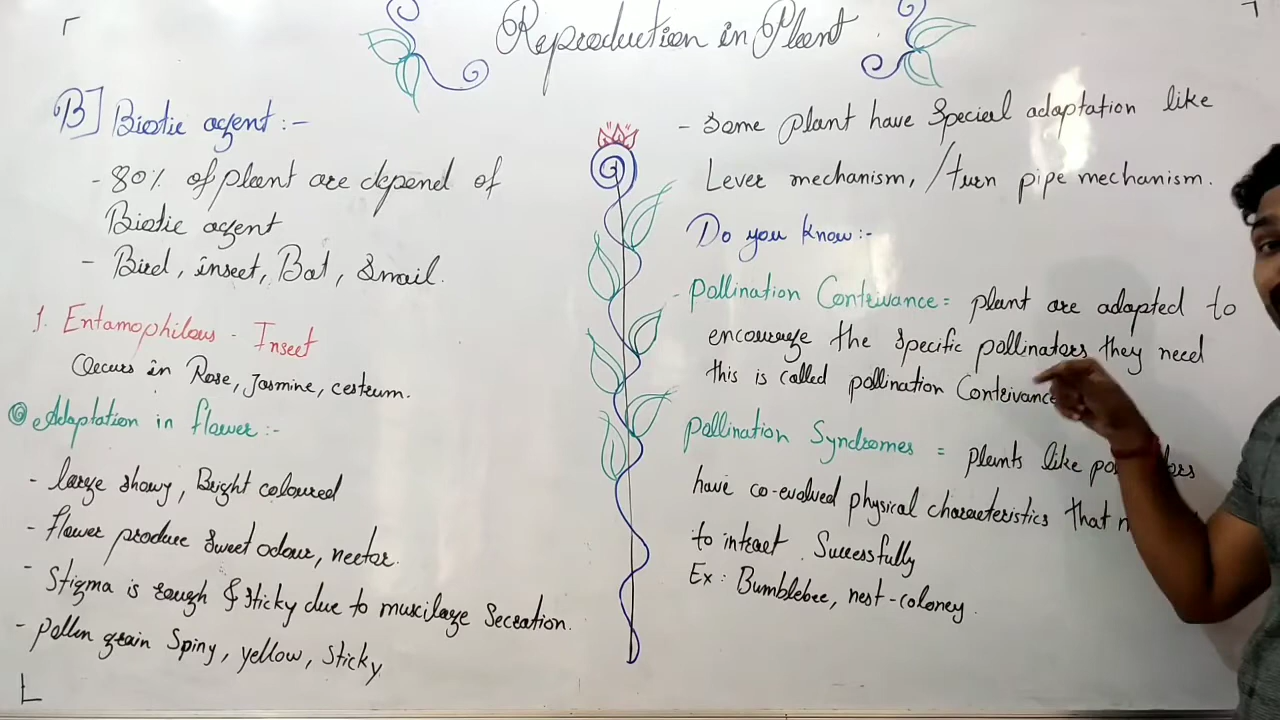 Reproduction in Plant
B] Biotic agent :-
- 80% of plant are depend of
Biotic agent
- Bird, insect, Bat, Snail.
1. Entamophilous - Insect
Occurs in Rose, Jasmine, cestrum.
Adaptation in flower :-
- large showy, Bright coloured
- flower produce sweet odour, nectar.
- Stigma is rough & sticky due to muscilage Secreation.
- pollen grain Spiny, yellow, Sticky
- Some plant have Special adaptation like
Lever mechanism, /turn pipe mechanism.
Do you know :-
- Pollination Contrivance = plant are adapted to
encourage the specific pollinators they need
this is called pollination Contrivance
Pollination Syndromes = plants like
have co-evolved physical characteristics that
to interact Successfully
Ex : Bumblebee, nest-coloney.